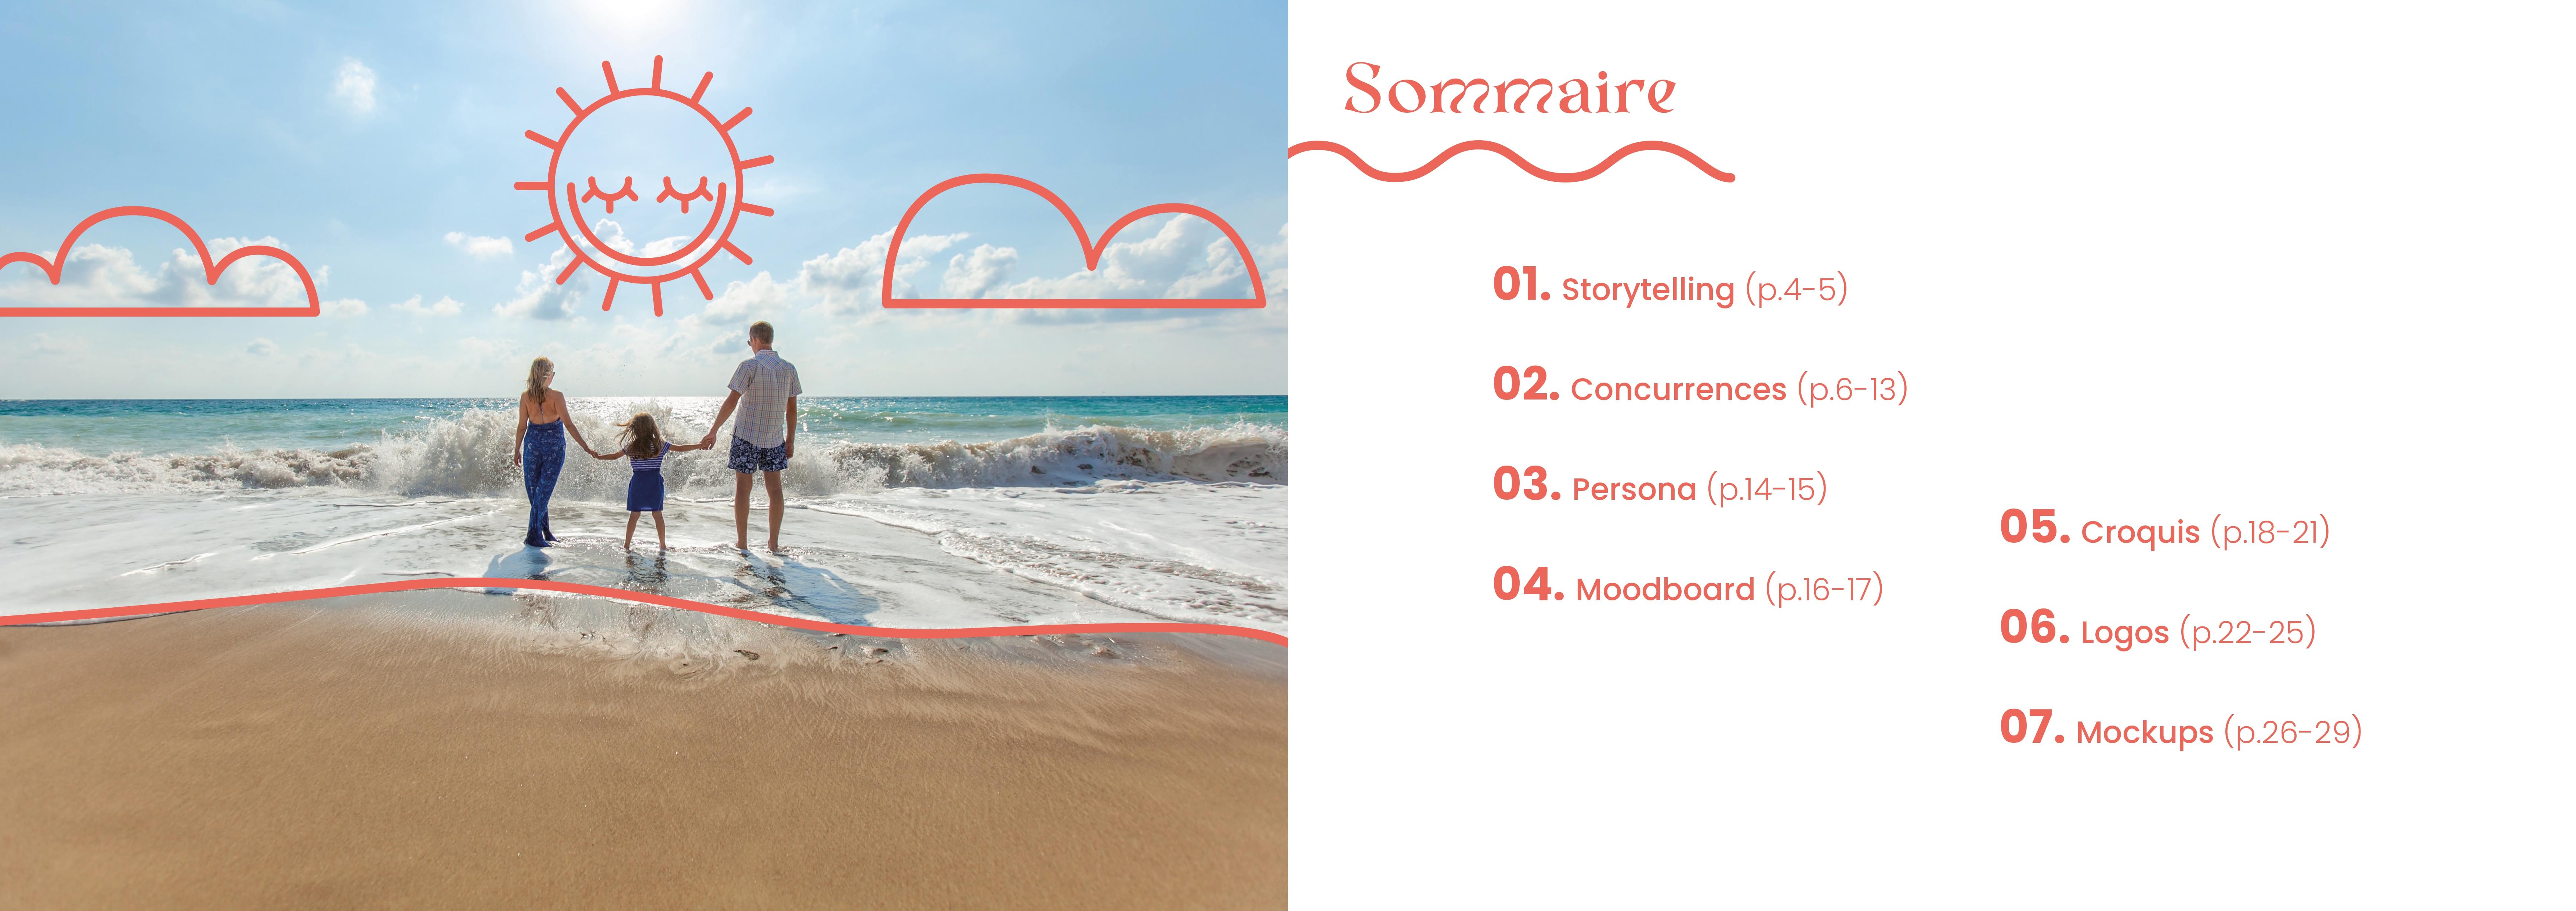 Sommaire
01. Storytelling (p.4-5)
02. Concurrences (p.6-13)
03. Persona (p.14-15)
04. Moodboard (p.16-17)
05. Croquis (p.18-21)
06. Logos (p.22-25)
07. Mockups (p.26-29)